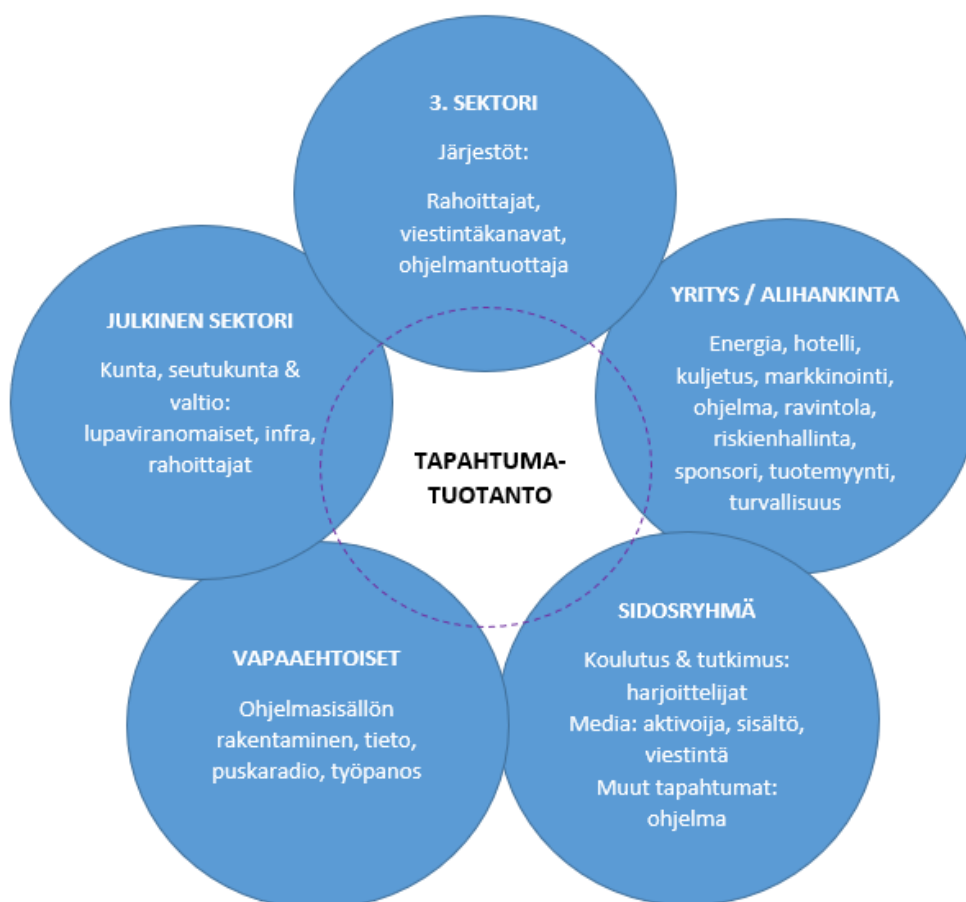 3. SEKTORI
Järjestöt:
Rahoittajat,
viestintäkanavat,
ohjelmantuottaja
YRITYS / ALIHANKINTA
Energia, hotelli,
kuljetus, markkinointi,
ohjelma, ravintola,
riskienhallinta,
sponsori, tuotemyynti,
turvallisuus
JULKINEN SEKTORI
Kunta, seutukunta &
valtio:
lupaviranomaiset, infra,
rahoittajat
TAPAHTUMA-
TUOTANTO
SIDOSRYHMÄ
Koulutus & tutkimus:
harjoittelijat
Media: aktivoija, sisältö,
viestintä
Muut tapahtumat:
ohjelma
VAPAAEHTOISET
Ohjelmasisällön
rakentaminen, tieto,
puskaradio, työpanos